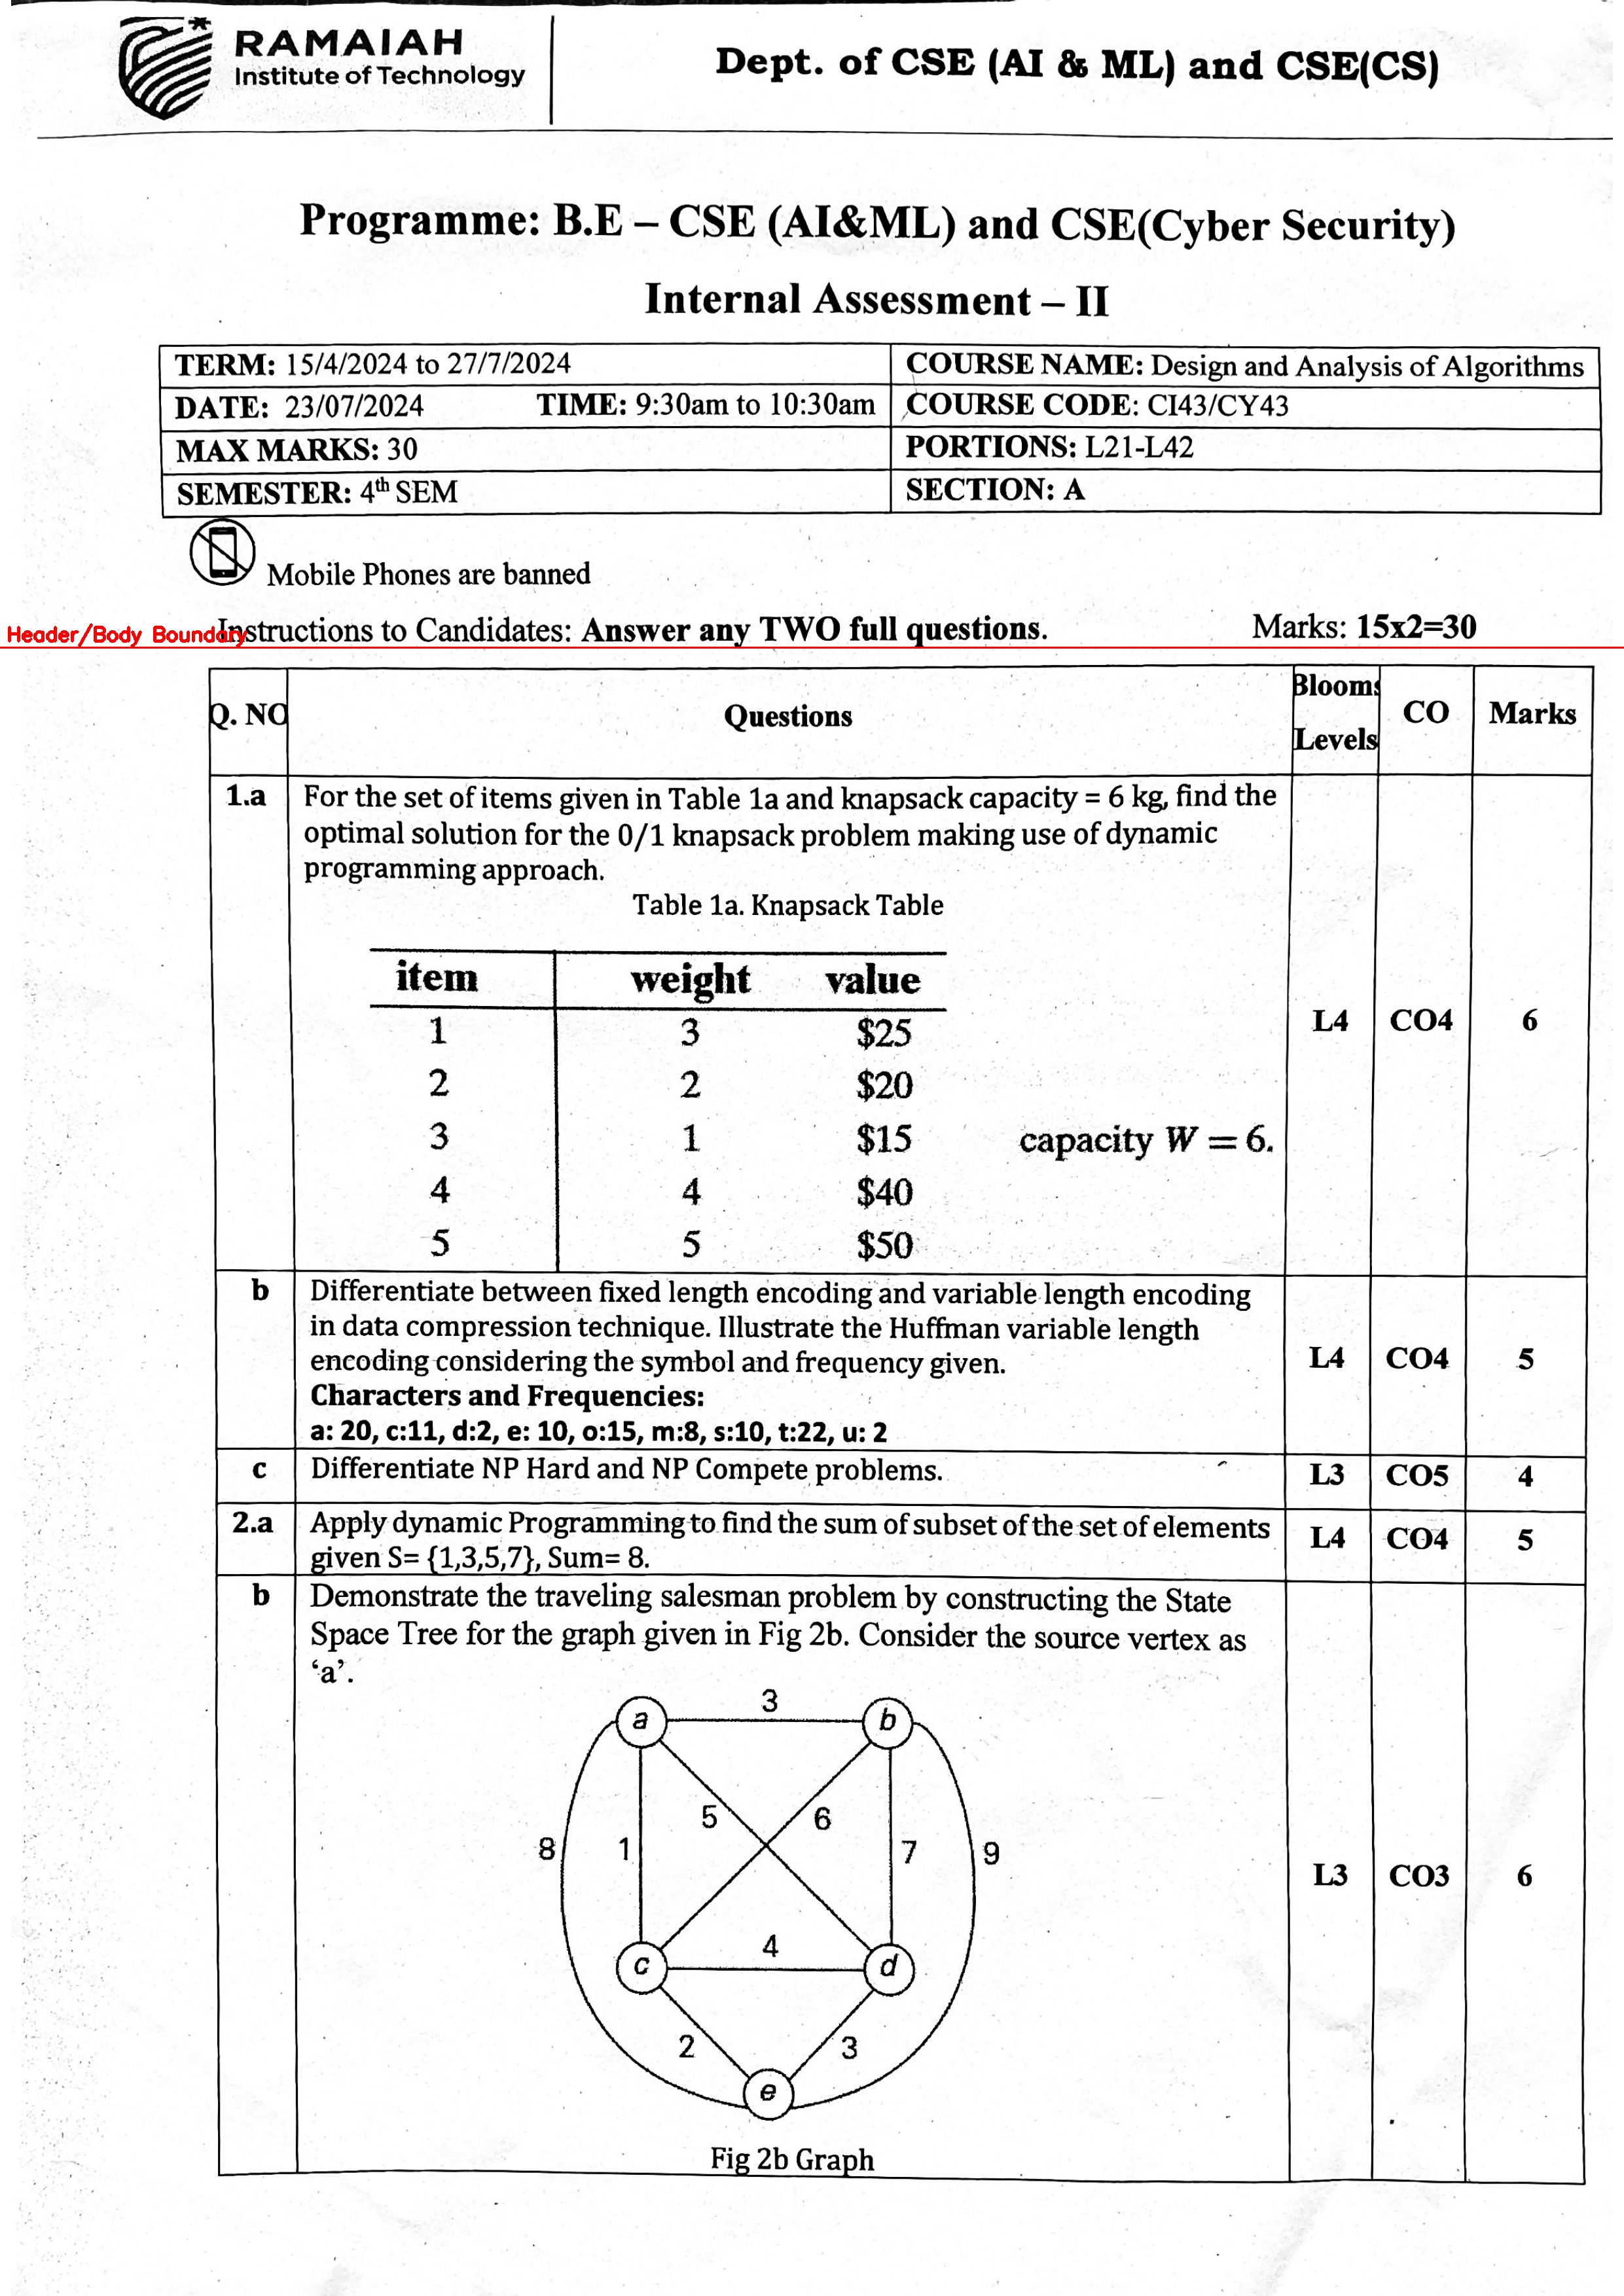 RAMAIAH
Institute of Technology
Dept. of CSE (AI & ML) and CSE(CS)
Programme: B.E – CSE (AI&ML) and CSE(Cyber Security)
Internal Assessment – II
TERM: 15/4/2024 to 27/7/2024 COURSE NAME: Design and Analysis of Algorithms
DATE: 23/07/2024 TIME: 9:30am to 10:30am COURSE CODE: CI43/CY43
MAX MARKS: 30 PORTIONS: L21-L42
SEMESTER: 4th SEM SECTION: A
Mobile Phones are banned
Header/Body Boundary
Instructions to Candidates: Answer any TWO full questions. Marks: 15x2=30
Q. NO Questions Blooms Levels CO Marks
1.a For the set of items given in Table 1a and knapsack capacity = 6 kg, find the
optimal solution for the 0/1 knapsack problem making use of dynamic
programming approach.
Table 1a. Knapsack Table
item weight value
1 3 $25
L4 CO4 6
2 2 $20
3 1 $15 capacity W = 6.
4 4 $40
5 5 $50
b Differentiate between fixed length encoding and variable length encoding
in data compression technique. Illustrate the Huffman variable length
encoding considering the symbol and frequency given.
L4 CO4 5
Characters and Frequencies:
a: 20, c:11, d:2, e: 10, o:15, m:8, s:10, t:22, u: 2
c Differentiate NP Hard and NP Compete problems. L3 CO5 4
2.a Apply dynamic Programming to find the sum of subset of the set of elements
given S= {1,3,5,7}, Sum= 8.
L4 CO4 5
b Demonstrate the traveling salesman problem by constructing the State
Space Tree for the graph given in Fig 2b. Consider the source vertex as
‘a’.
3
a b
5 6
8 1 7 9
L3 CO3 6
4
c d
2 3
e
Fig 2b Graph